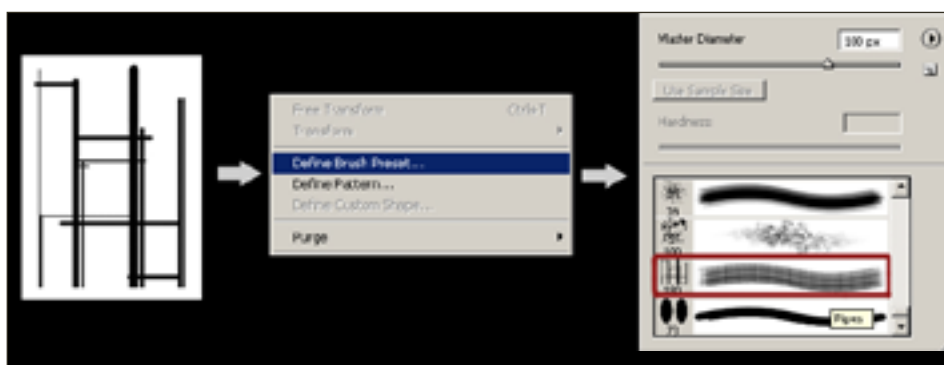 Free Transform Ctrl+T
Transform
Define Brush Preset...
Define Pattern...
Define Custom Shape...
Purge
Master Diameter 100 px
Use Sample Size
Hardness:
100
Pipes